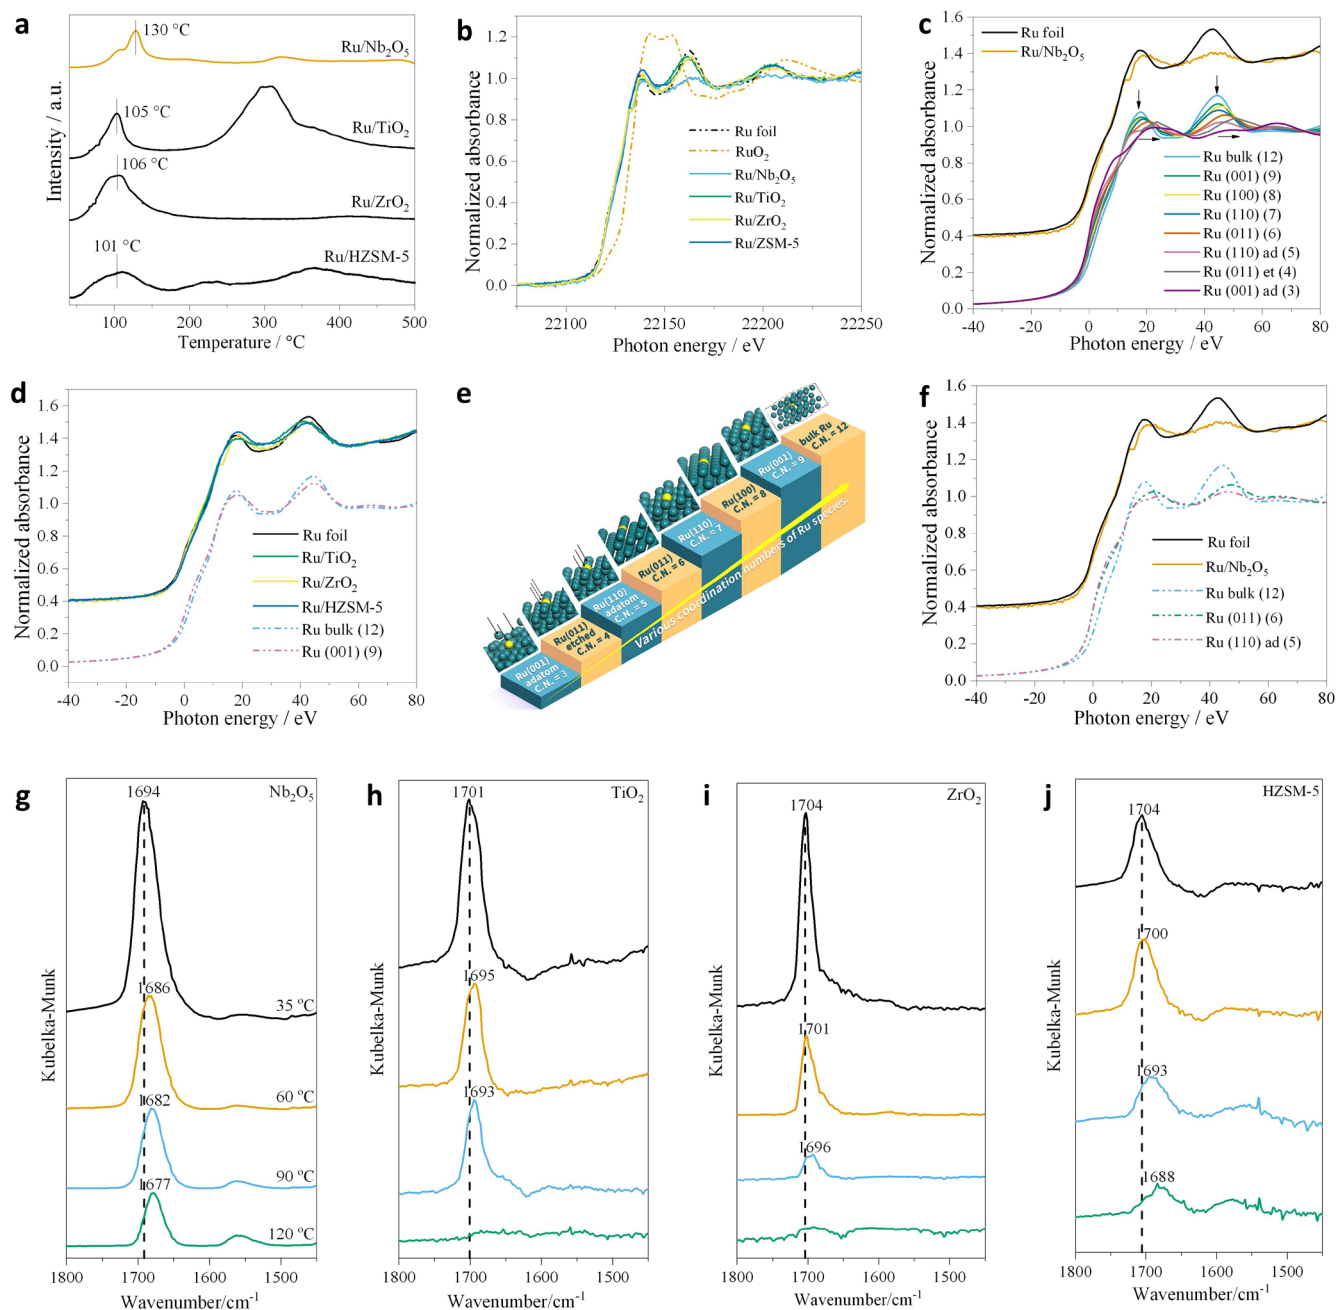 a
130 °C
Ru/Nb₂O₅
105 °C
Ru/TiO₂
106 °C
Ru/ZrO₂
101 °C
Ru/HZSM-5
Intensity / a.u.
100 200 300 400 500
Temperature / °C
b
1.2
1.0
0.8
0.6
0.4
0.2
0.0
Normalized absorbance
Ru foil
RuO₂
Ru/Nb₂O₅
Ru/TiO₂
Ru/ZrO₂
Ru/ZSM-5
22100 22150 22200 22250
Photon energy / eV
c
1.6
1.4
1.2
1.0
0.8
0.6
0.4
0.2
0.0
Normalized absorbance
Ru foil
Ru/Nb₂O₅
Ru bulk (12)
Ru (001) (9)
Ru (100) (8)
Ru (110) (7)
Ru (011) (6)
Ru (110) ad (5)
Ru (011) et (4)
Ru (001) ad (3)
-40 -20 0 20 40 60 80
Photon energy / eV
d
1.6
1.4
1.2
1.0
0.8
0.6
0.4
0.2
0.0
Normalized absorbance
Ru foil
Ru/TiO₂
Ru/ZrO₂
Ru/HZSM-5
Ru bulk (12)
Ru (001) (9)
-40 -20 0 20 40 60 80
Photon energy / eV
e
bulk Ru
C.N. = 12
Ru(001)
C.N. = 9
Ru(100)
C.N. = 8
Ru(110)
C.N. = 7
Ru(011)
C.N. = 6
Ru(110)
adatom
C.N. = 5
Ru(011)
etched
C.N. = 4
Ru(001)
adatom
C.N. = 3
Various coordination numbers of Ru species.
f
1.6
1.4
1.2
1.0
0.8
0.6
0.4
0.2
0.0
Normalized absorbance
Ru foil
Ru/Nb₂O₅
Ru bulk (12)
Ru (011) (6)
Ru (110) ad (5)
-40 -20 0 20 40 60 80
Photon energy / eV
g
1694
Nb₂O₅
35 °C
1686
60 °C
1682
90 °C
1677
120 °C
Kubelka-Munk
1800 1700 1600 1500
Wavenumber/cm⁻¹
h
1701
TiO₂
1695
1693
Kubelka-Munk
1800 1700 1600 1500
Wavenumber/cm⁻¹
i
1704
ZrO₂
1701
1696
Kubelka-Munk
1800 1700 1600 1500
Wavenumber/cm⁻¹
j
1704
HZSM-5
1700
1693
1688
Kubelka-Munk
1800 1700 1600 1500
Wavenumber/cm⁻¹